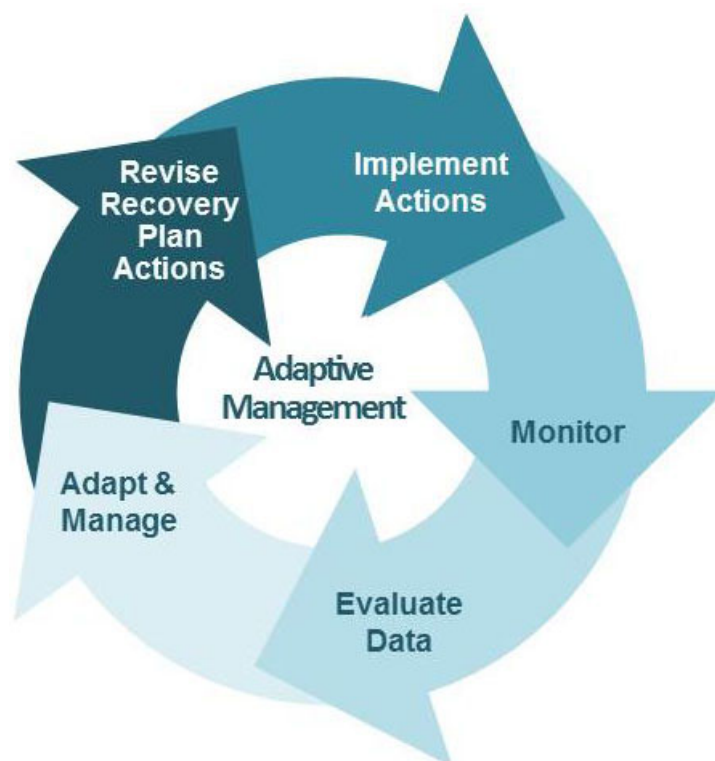 Implement
Actions
Monitor
Evaluate
Data
Adapt &
Manage
Revise
Recovery
Plan
Actions
Adaptive
Management